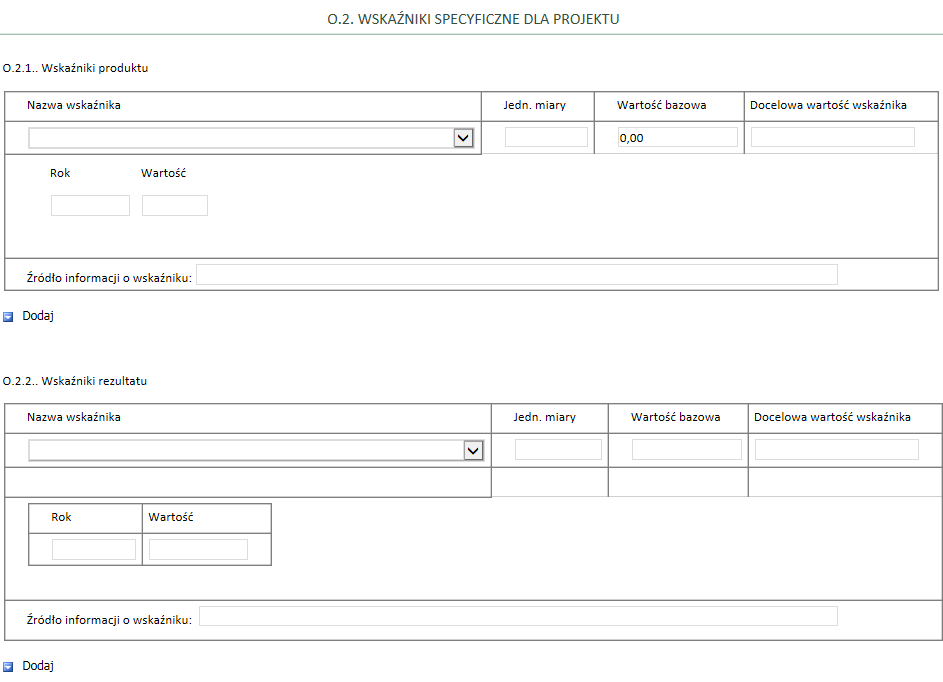 O.2. WSKAŹNIKI SPECYFICZNE DLA PROJEKTU
O.2.1.. Wskaźniki produktu
Nazwa wskaźnika Jedn. miary Wartość bazowa Docelowa wartość wskaźnika
0,00
Rok Wartość
Źródło informacji o wskaźniku:
Dodaj
O.2.2.. Wskaźniki rezultatu
Nazwa wskaźnika Jedn. miary Wartość bazowa Docelowa wartość wskaźnika
Rok Wartość
Źródło informacji o wskaźniku:
Dodaj